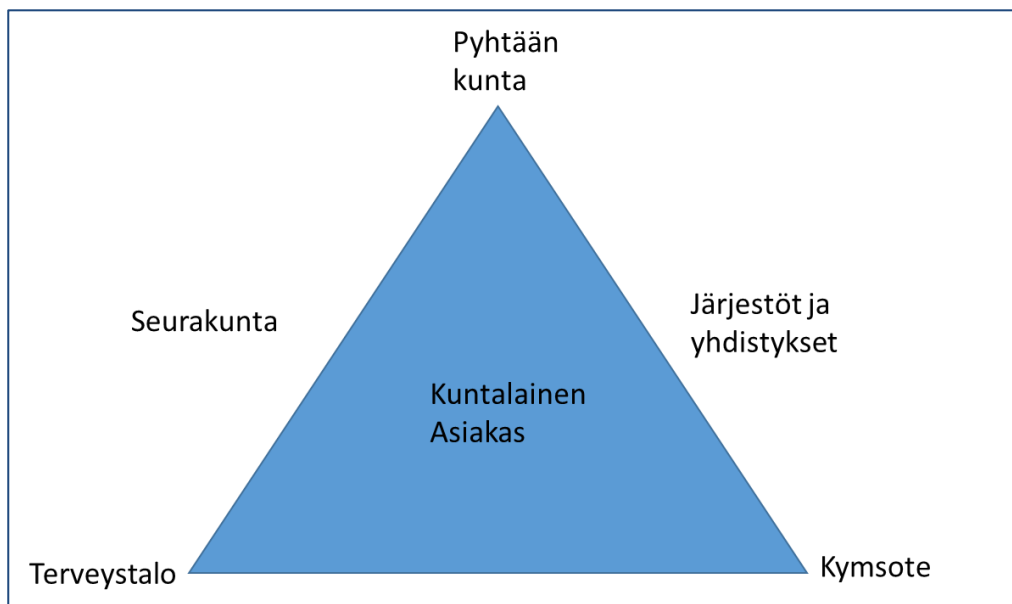 Pyhtään
kunta
Seurakunta
Järjestöt ja
yhdistykset
Kuntalainen
Asiakas
Terveystalo
Kymsote